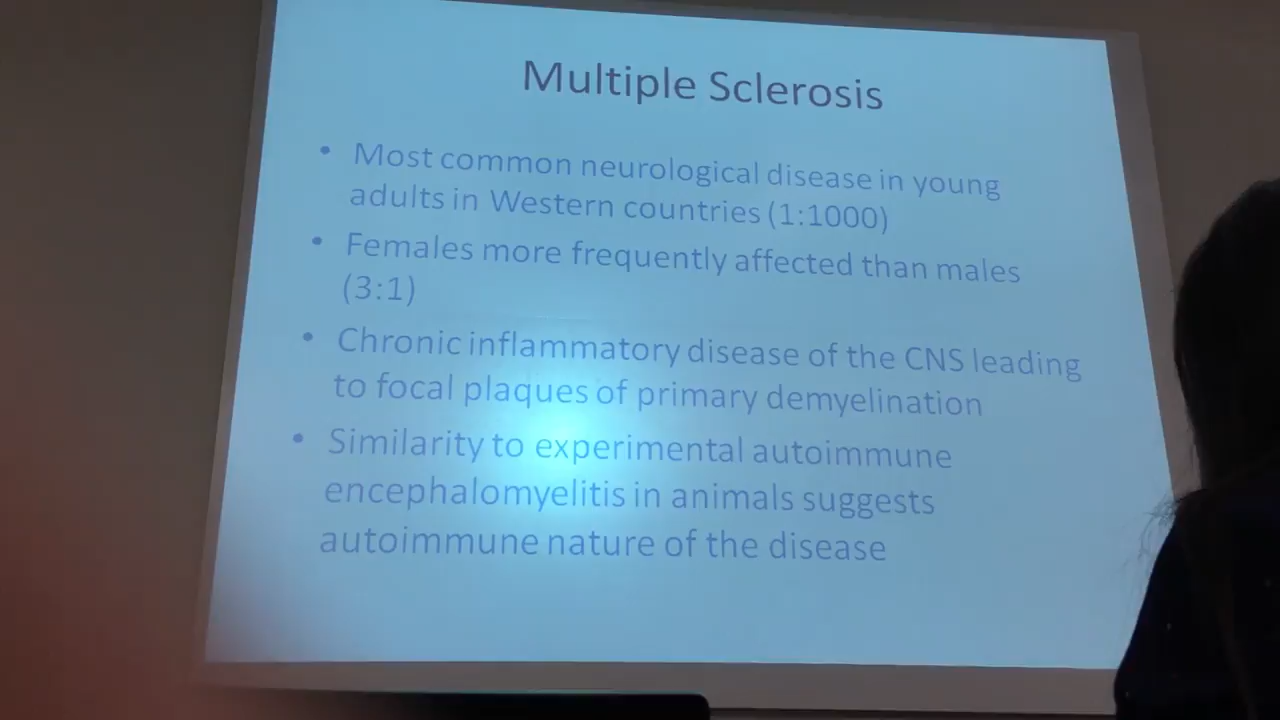 Multiple Sclerosis
• Most common neurological disease in young
adults in Western countries (1:1000)
• Females more frequently affected than males
(3:1)
• Chronic inflammatory disease of the CNS leading
to focal plaques of primary demyelination
• Similarity to experimental autoimmune
encephalomyelitis in animals suggests
autoimmune nature of the disease